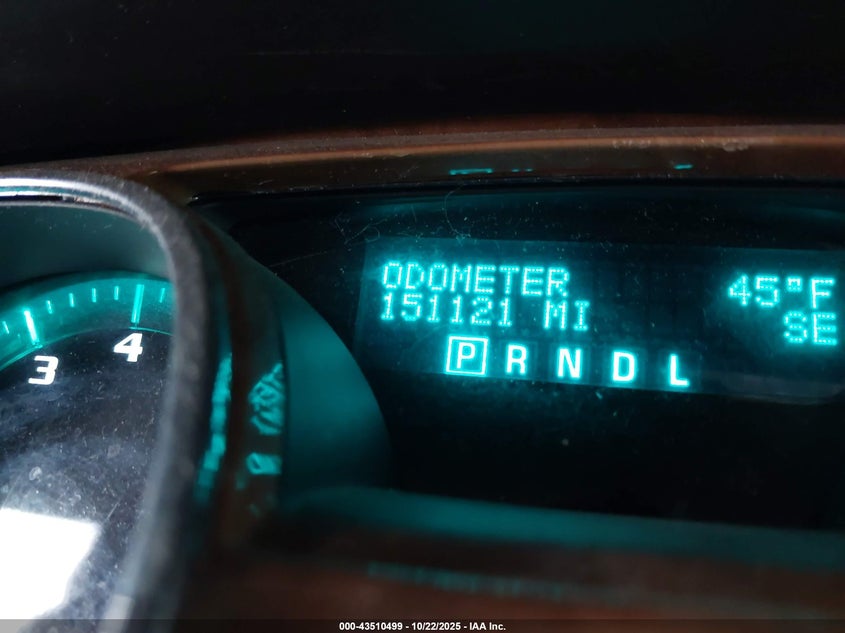 ODOMETER
45°F
151121 MI
SE
P R N D L
3
4
000-43510499 - 10/22/2025 - IAA Inc.